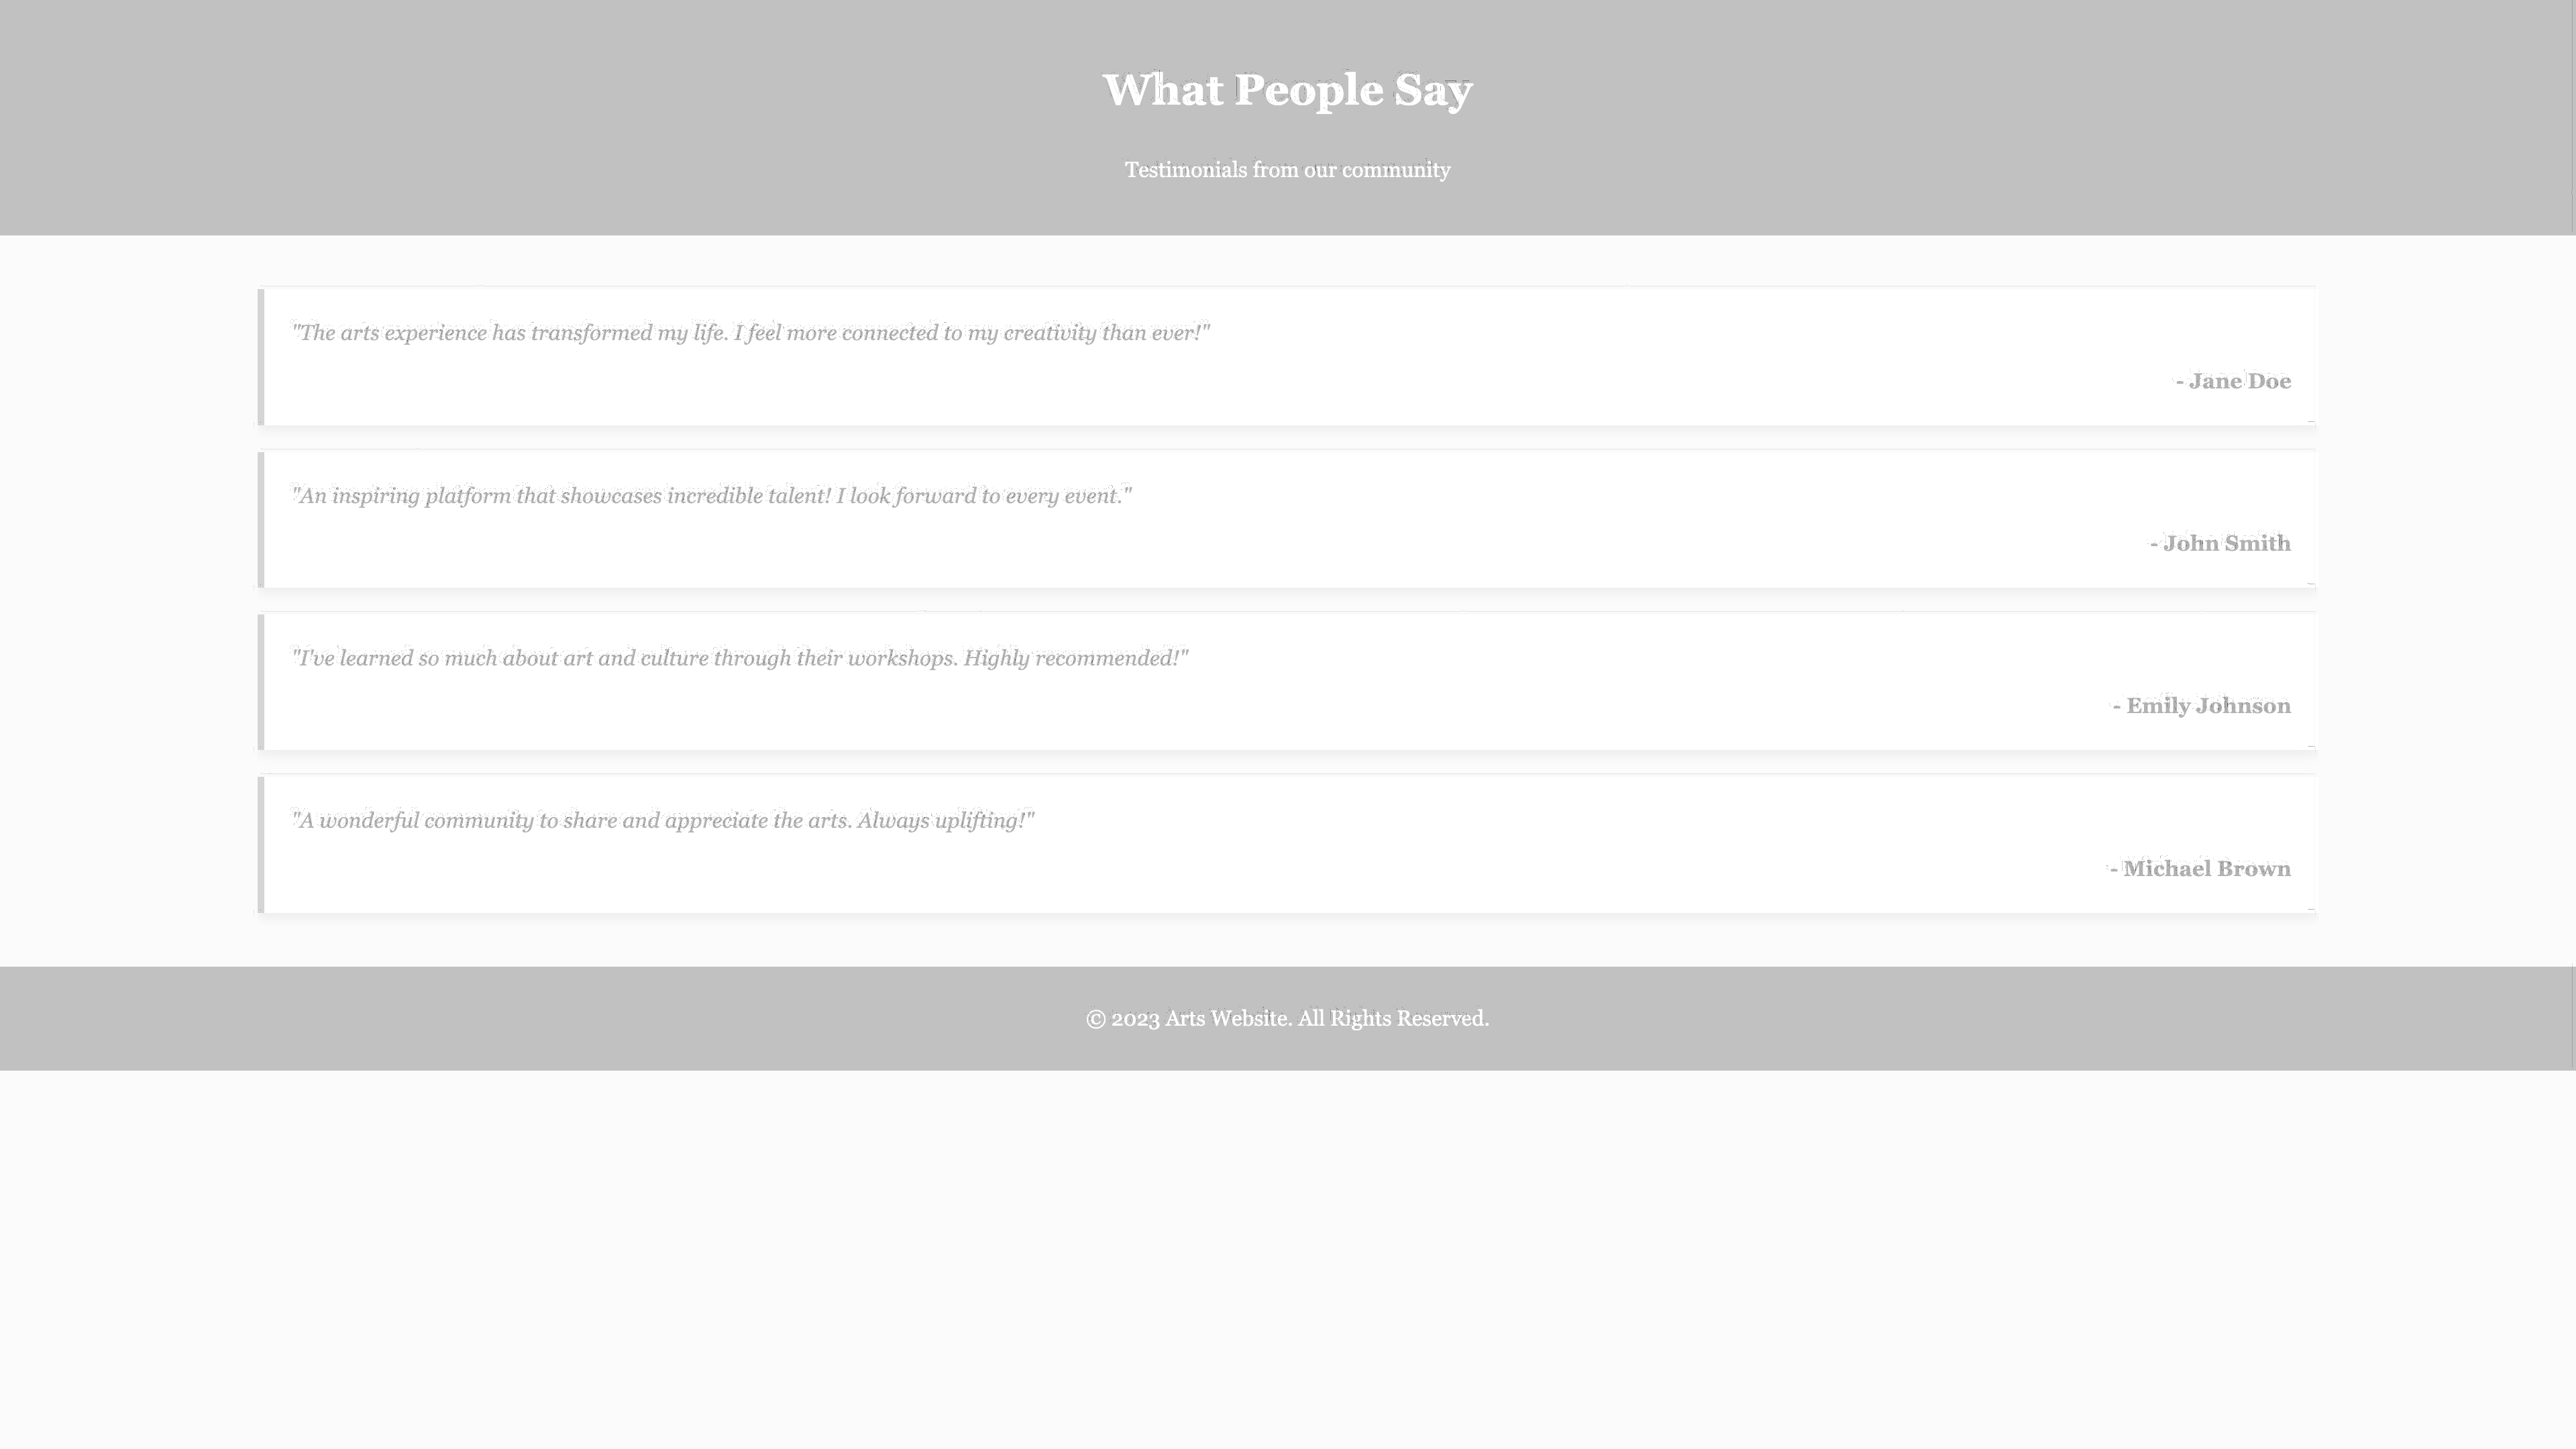 What People Say
Testimonials from our community
"The arts experience has transformed my life. I feel more connected to my creativity than ever!"
- Jane Doe
"An inspiring platform that showcases incredible talent! I look forward to every event."
- John Smith
"I've learned so much about art and culture through their workshops. Highly recommended!"
- Emily Johnson
"A wonderful community to share and appreciate the arts. Always uplifting!"
- Michael Brown
© 2023 Arts Website. All Rights Reserved.